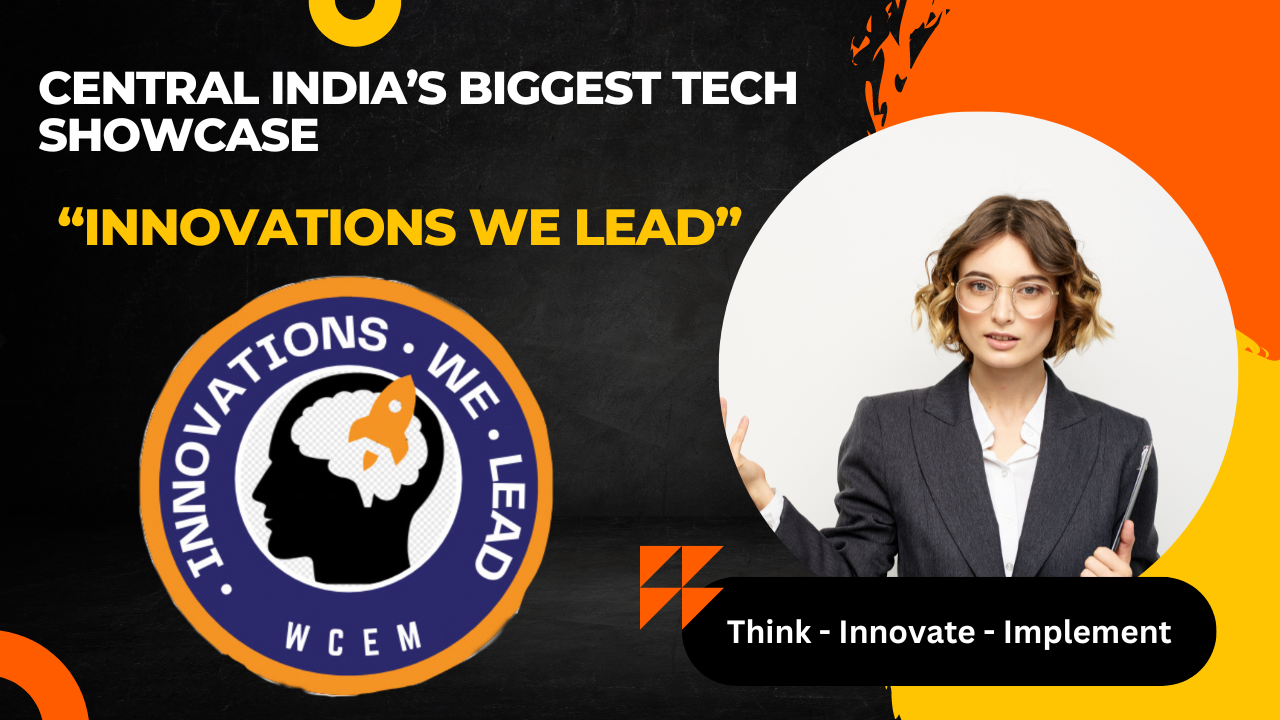 CENTRAL INDIA’S BIGGEST TECH
SHOWCASE
“INNOVATIONS WE LEAD”
• INNOVATIONS • WE • LEAD
WCEM
Think - Innovate - Implement